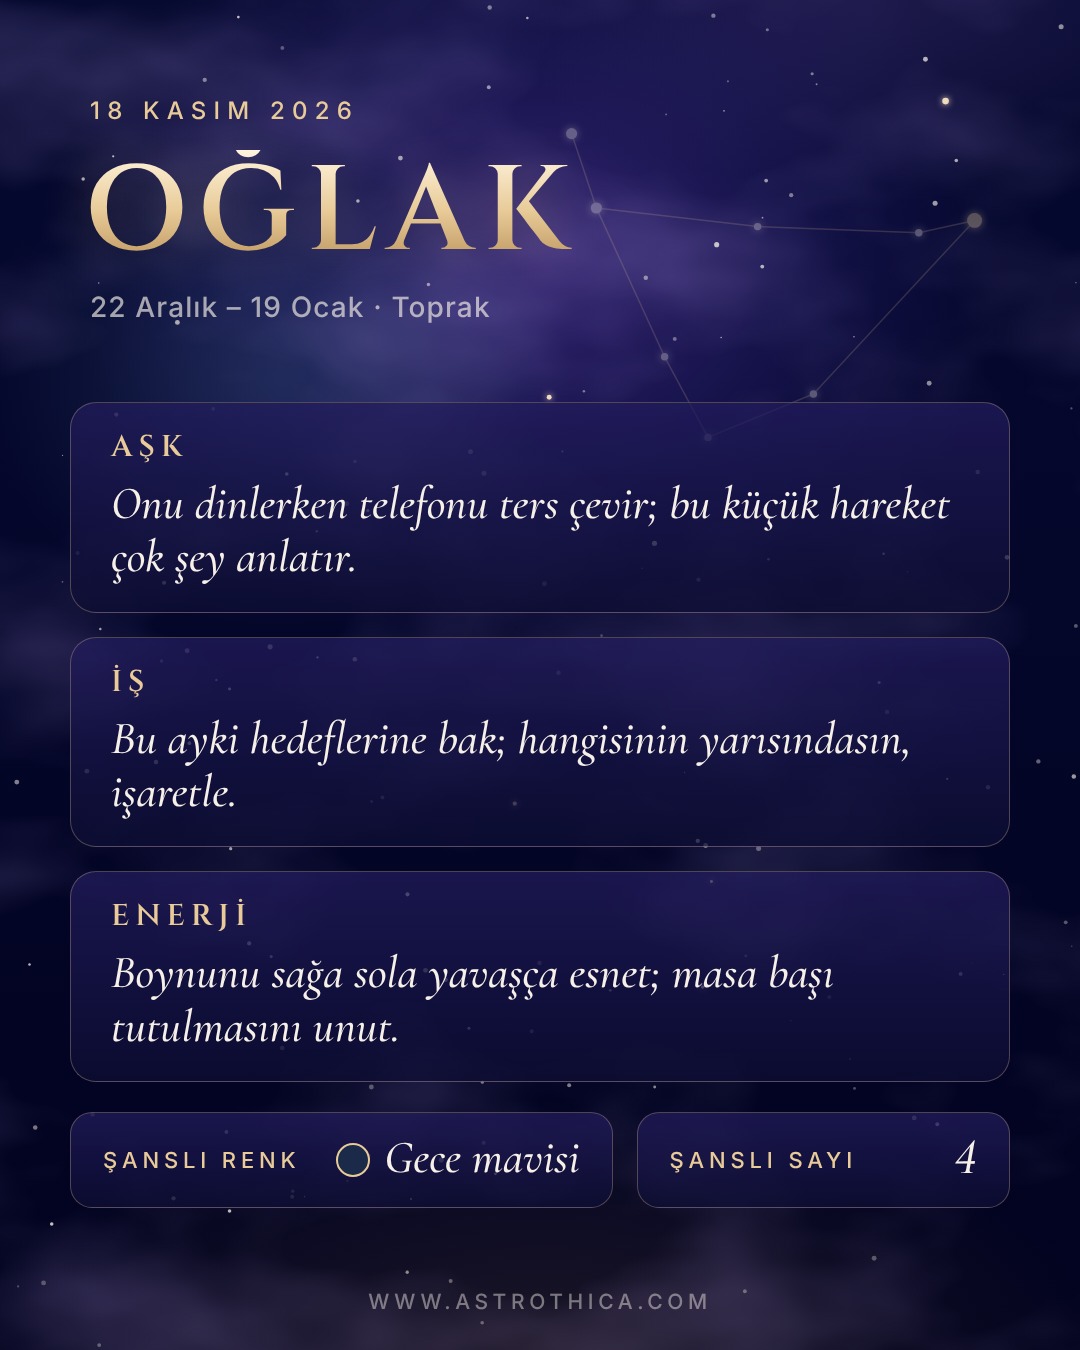 18 KASIM 2026
OĞLAK
22 Aralık – 19 Ocak · Toprak
AŞK
Onu dinlerken telefonu ters çevir; bu küçük hareket
çok şey anlatır.
İŞ
Bu ayki hedeflerine bak; hangisinin yarısındasın,
işaretle.
ENERJİ
Boynunu sağa sola yavaşça esnet; masa başı
tutulmasını unut.
ŞANSLI RENK Gece mavisi
ŞANSLI SAYI 4
WWW.ASTROTHICA.COM